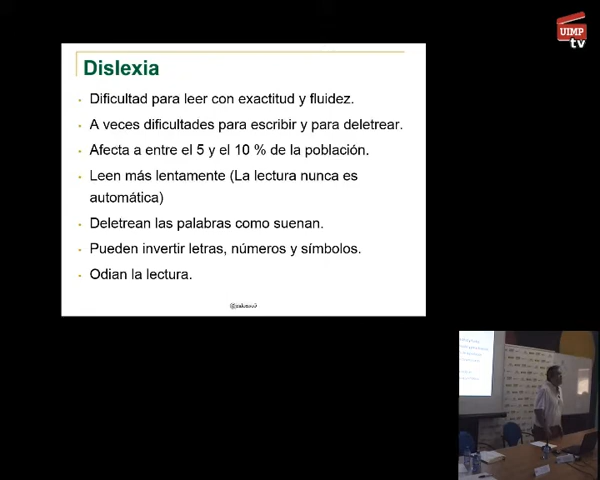 UIMP
tv
Dislexia
Dificultad para leer con exactitud y fluidez.
A veces dificultades para escribir y para deletrear.
Afecta a entre el 5 y el 10 % de la población.
Leen más lentamente (La lectura nunca es
automática)
Deletrean las palabras como suenan.
Pueden invertir letras, números y símbolos.
Odian la lectura.